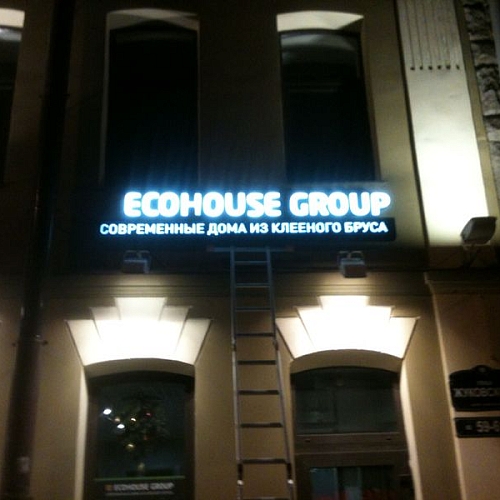 ECOHOUSE GROUP
СОВРЕМЕННЫЕ ДОМА ИЗ КЛЕЕНОГО БРУСА
ECOHOUSE GROUP